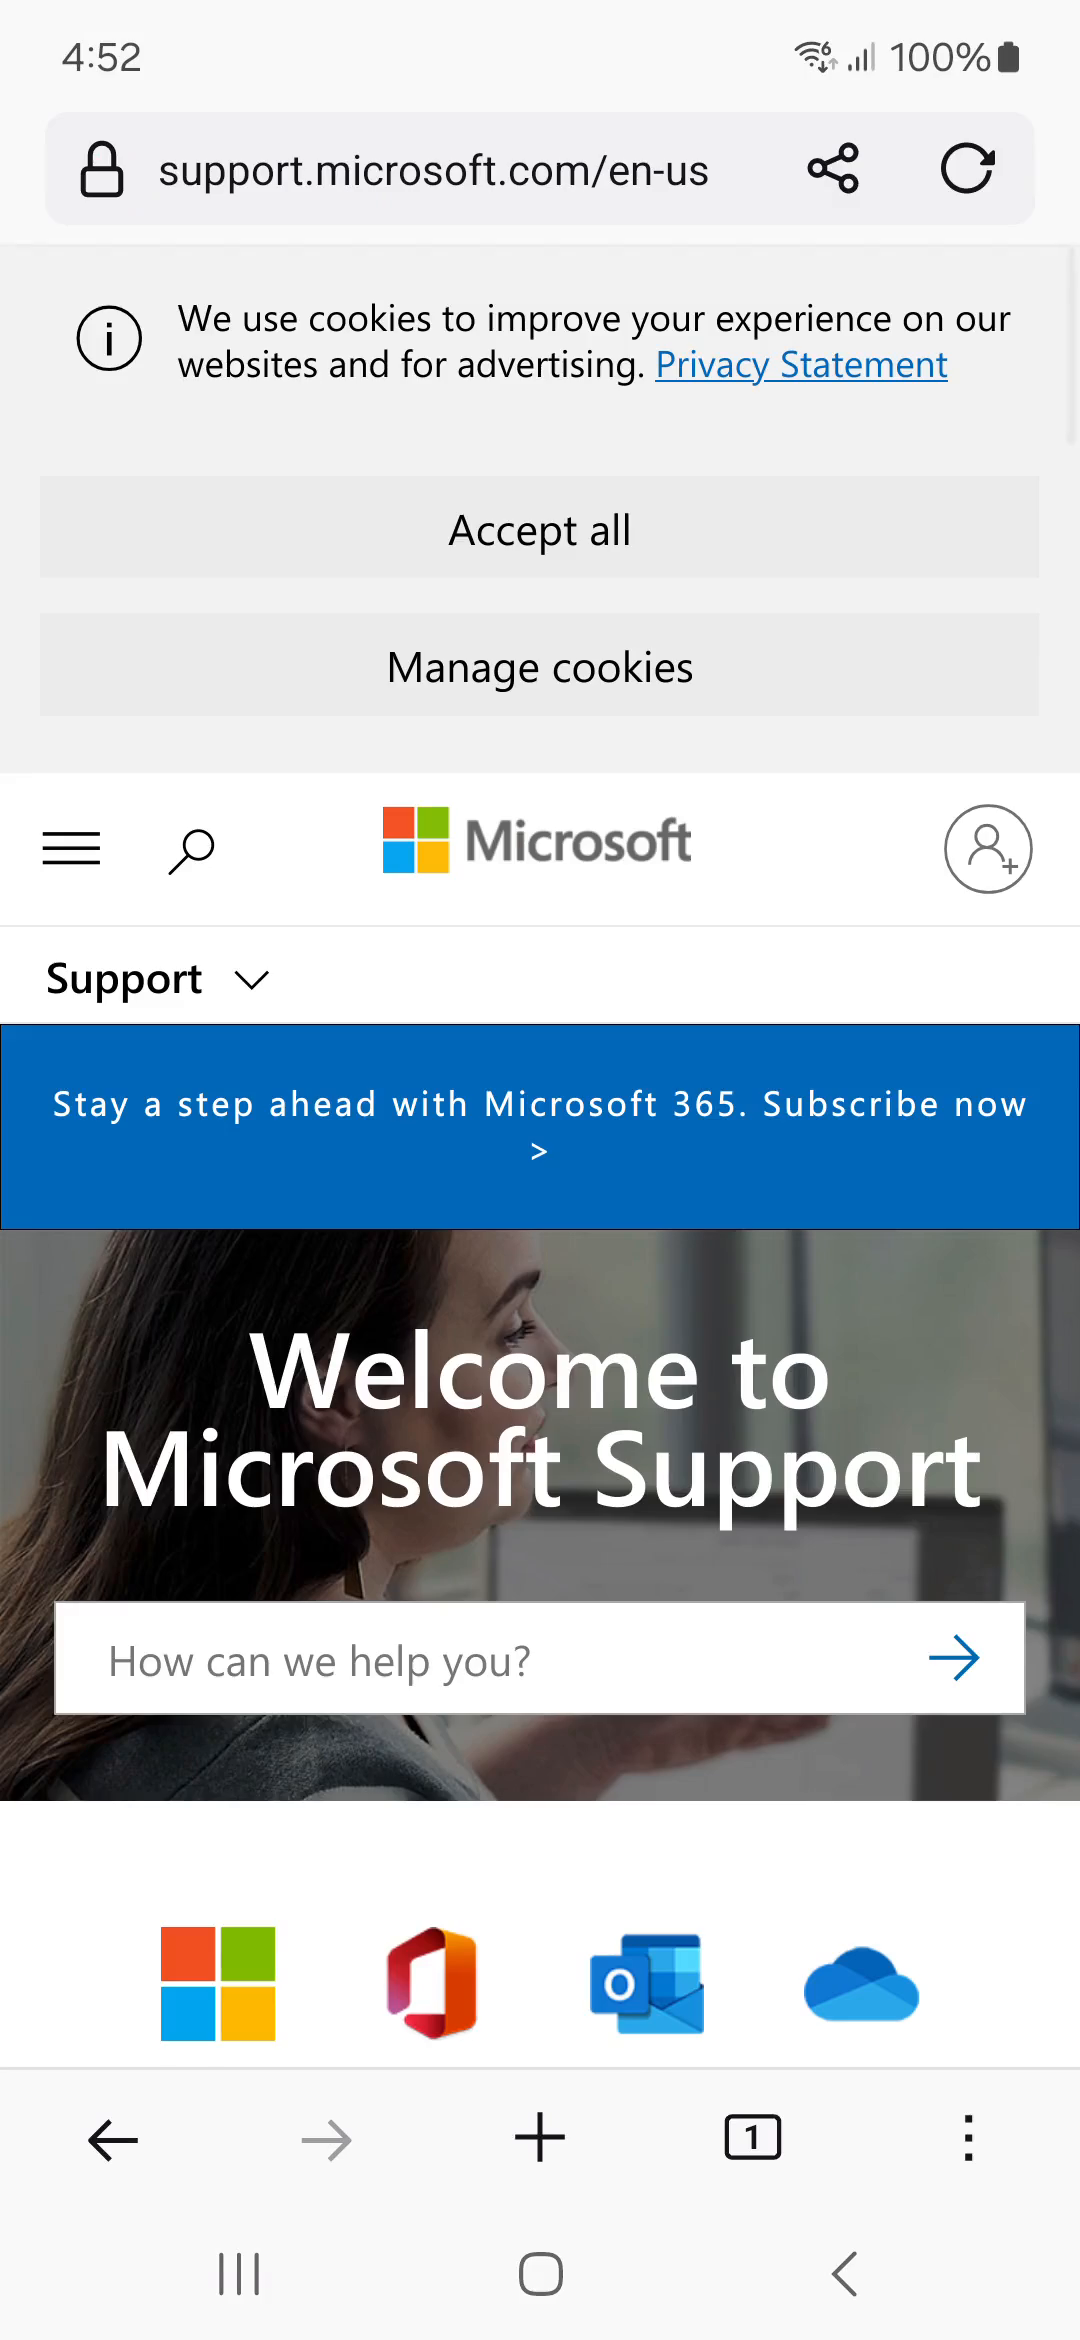 4:52
6 100%
support.microsoft.com/en-us
We use cookies to improve your experience on our
websites and for advertising. Privacy Statement
Accept all
Manage cookies
Microsoft
Support
Stay a step ahead with Microsoft 365. Subscribe now
>
Welcome to
Microsoft Support
How can we help you?
O
1